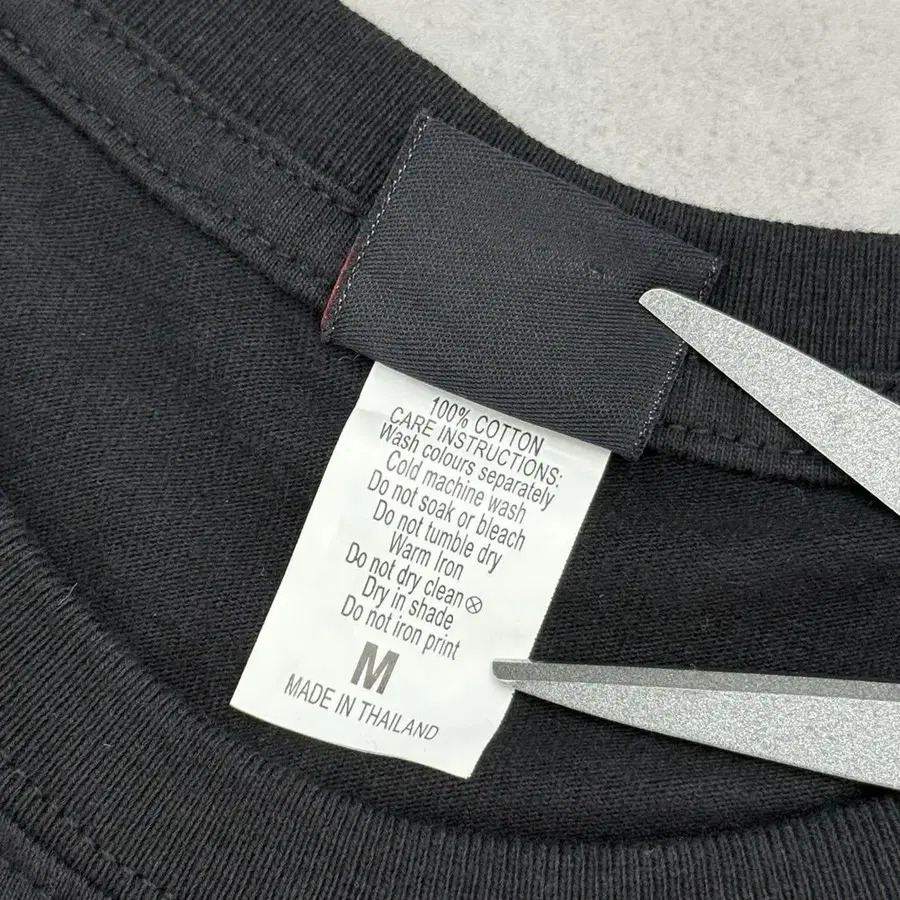 100% COTTON
CARE INSTRUCTIONS:
Wash colours separately
Cold machine wash
Do not soak or bleach
Do not tumble dry
Warm Iron
Do not dry clean ⓧ
Dry in shade
Do not iron print
M
MADE IN THAILAND